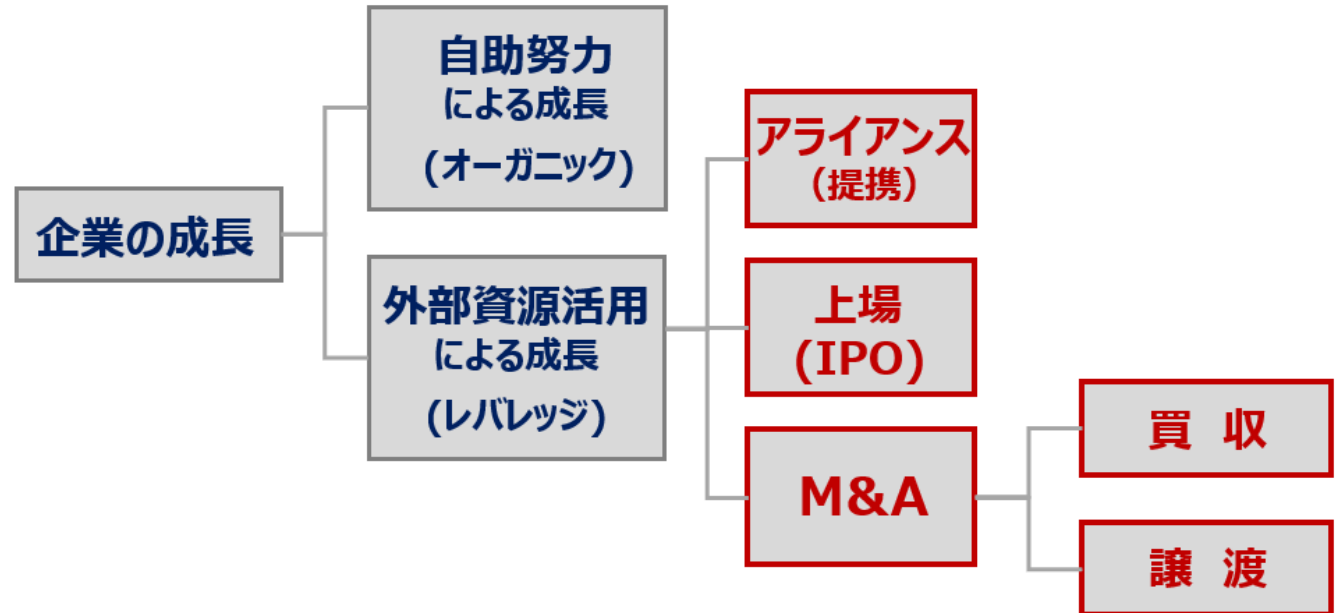 企業の成長
自助努力
による成長
(オーガニック)
外部資源活用
による成長
(レバレッジ)
アライアンス
(提携)
上場
(IPO)
M&A
買 収
譲 渡